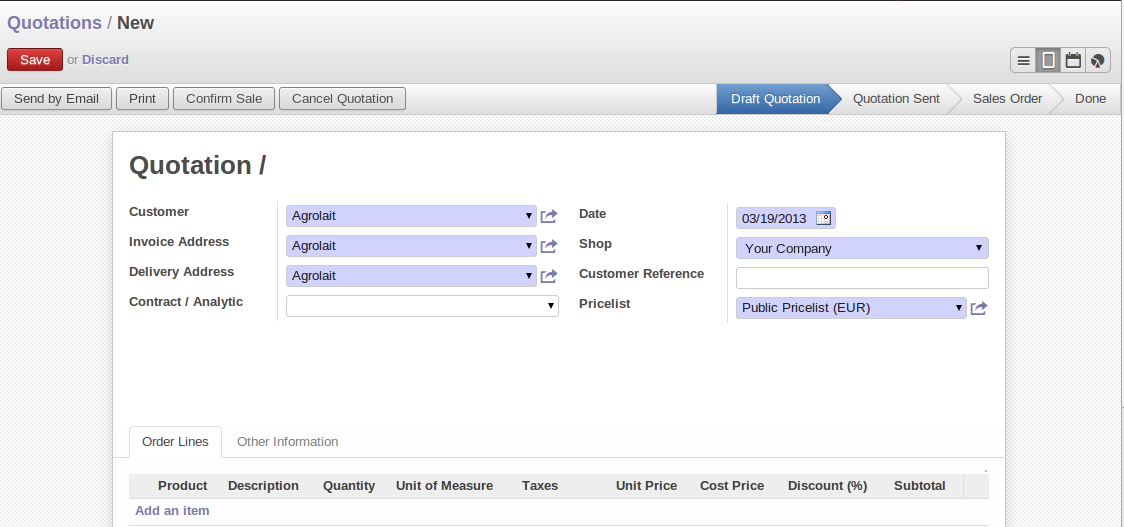 Quotations / New
Save or Discard
Send by Email Print Confirm Sale Cancel Quotation Draft Quotation Quotation Sent Sales Order Done
Quotation /
Customer Agrolait
Invoice Address Agrolait
Delivery Address Agrolait
Contract / Analytic
Date 03/19/2013
Shop Your Company
Customer Reference
Pricelist Public Pricelist (EUR)
Order Lines Other Information
Product Description Quantity Unit of Measure Taxes Unit Price Cost Price Discount (%) Subtotal
Add an item